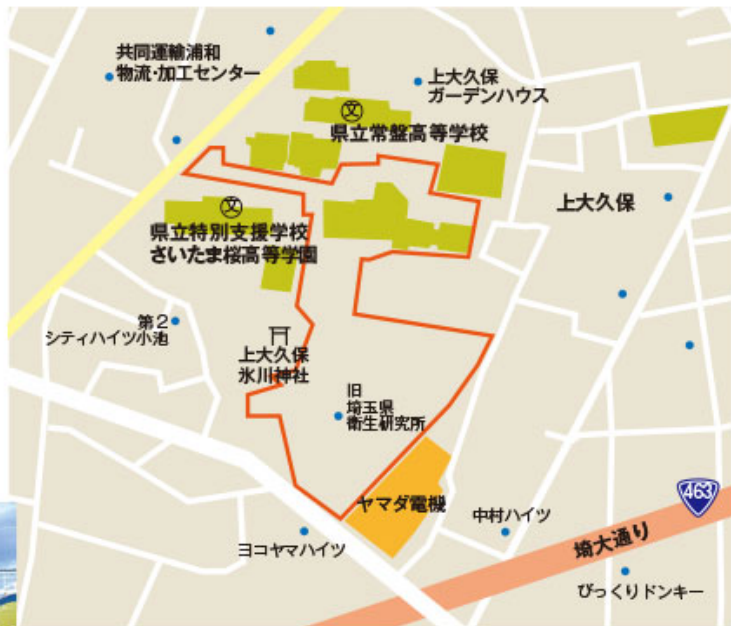 共同運輸浦和
物流・加工センター
上大久保
ガーデンハウス
文
県立常盤高等学校
上大久保
文
県立特別支援学校
さいたま桜高等学園
第2
シティハイツ小池
上大久保
氷川神社
旧
埼玉県
衛生研究所
ヤマダ電機
中村ハイツ
463
埼大通り
ヨコヤマハイツ
びっくりドンキー